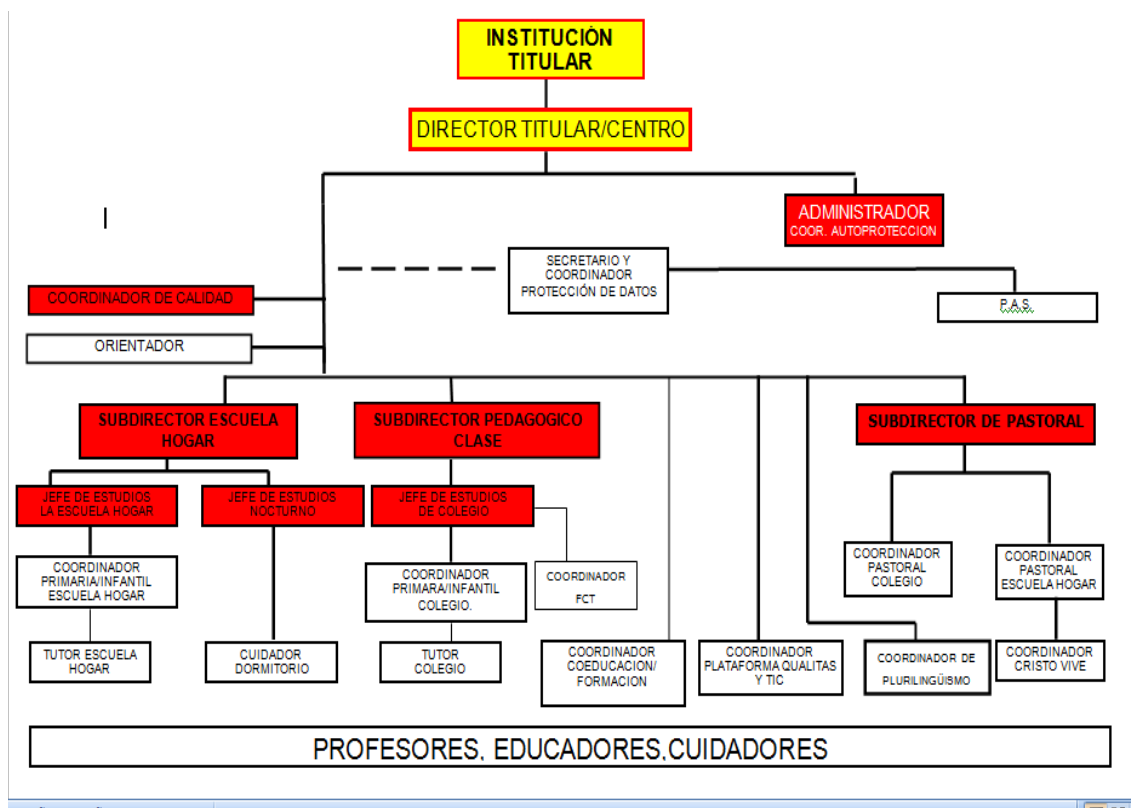 INSTITUCIÓN
TITULAR
DIRECTOR TITULAR/CENTRO
ADMINISTRADOR
COOR. AUTOPROTECCION
SECRETARIO Y
COORDINADOR
PROTECCIÓN DE DATOS
COORDINADOR DE CALIDAD
P.A.S.
ORIENTADOR
SUBDIRECTOR ESCUELA
HOGAR
SUBDIRECTOR PEDAGOGICO
CLASE
SUBDIRECTOR DE PASTORAL
JEFE DE ESTUDIOS
LA ESCUELA HOGAR
JEFE DE ESTUDIOS
NOCTURNO
JEFE DE ESTUDIOS
DE COLEGIO
COORDINADOR
PRIMARIA/INFANTIL
ESCUELA HOGAR
COORDINADOR
PRIMARA/INFANTIL
COLEGIO.
COORDINADOR
FCT
COORDINADOR
PASTORAL
COLEGIO
COORDINADOR
PASTORAL
ESCUELA HOGAR
TUTOR ESCUELA
HOGAR
CUIDADOR
DORMITORIO
TUTOR
COLEGIO
COORDINADOR
COEDUCACION/
FORMACION
COORDINADOR
PLATAFORMA QUALITAS
Y TIC
COORDINADOR DE
PLURILINGÜISMO
COORDINADOR
CRISTO VIVE
PROFESORES, EDUCADORES,CUIDADORES